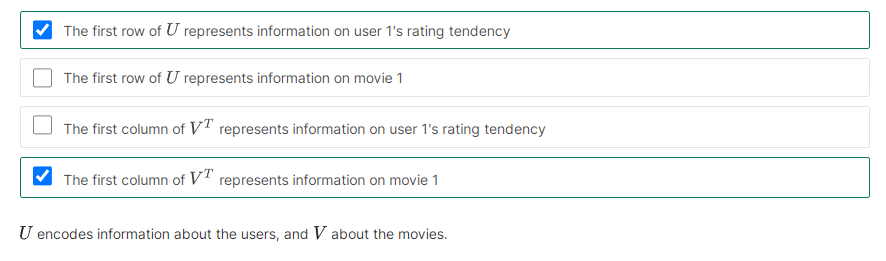 The first row of U represents information on user 1's rating tendency
The first row of U represents information on movie 1
The first column of V^T represents information on user 1's rating tendency
The first column of V^T represents information on movie 1
U encodes information about the users, and V about the movies.